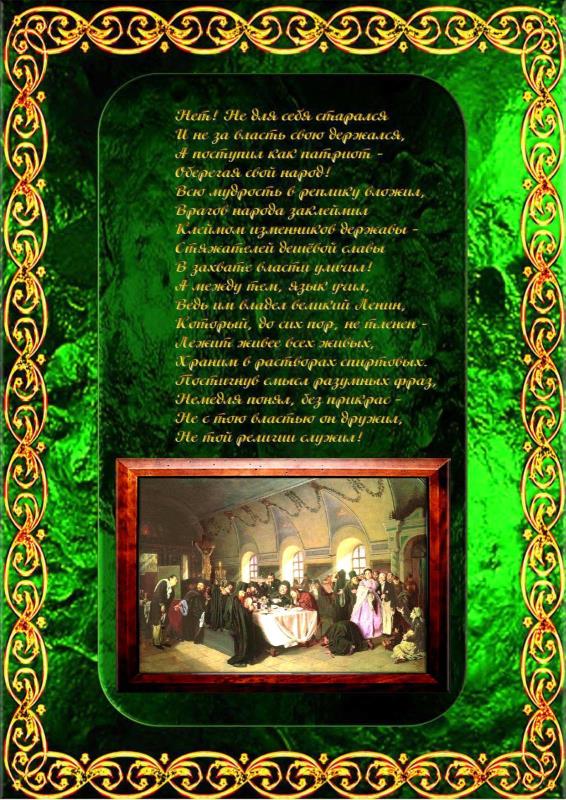 Нет! Не для себя старался
И не за власть свою держался,
А поступил как патриот -
Оберегая свой народ!
Всю мудрость в реплику вложил,
Врагов народа заклеймил
Клеймом изменников державы -
Стяжателей дешёвой славы
В захвате власти уличил!
А между тем, язык учил,
Ведь им владел великий Ленин,
Который, до сих пор, не тленен -
Лежит живее всех живых,
Храним в растворах спиртовых.
Постигнув смысл разумных фраз,
Немедля понял, без прикрас -
Не с тою властью он дружил,
Не той религии служил!